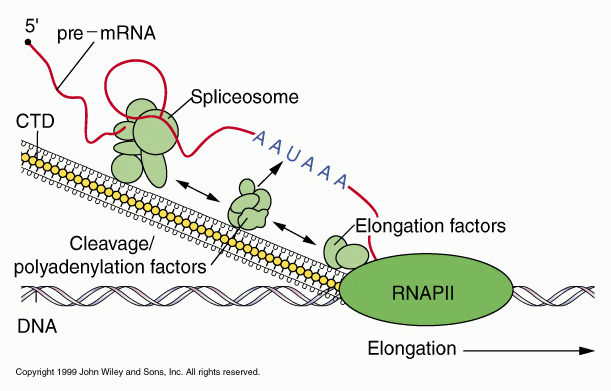 5'
pre-mRNA
Spliceosome
CTD
AAUAAA
Elongation factors
Cleavage/
polyadenylation factors
RNAPII
DNA
Elongation
Copyright 1999 John Wiley and Sons, Inc. All rights reserved.